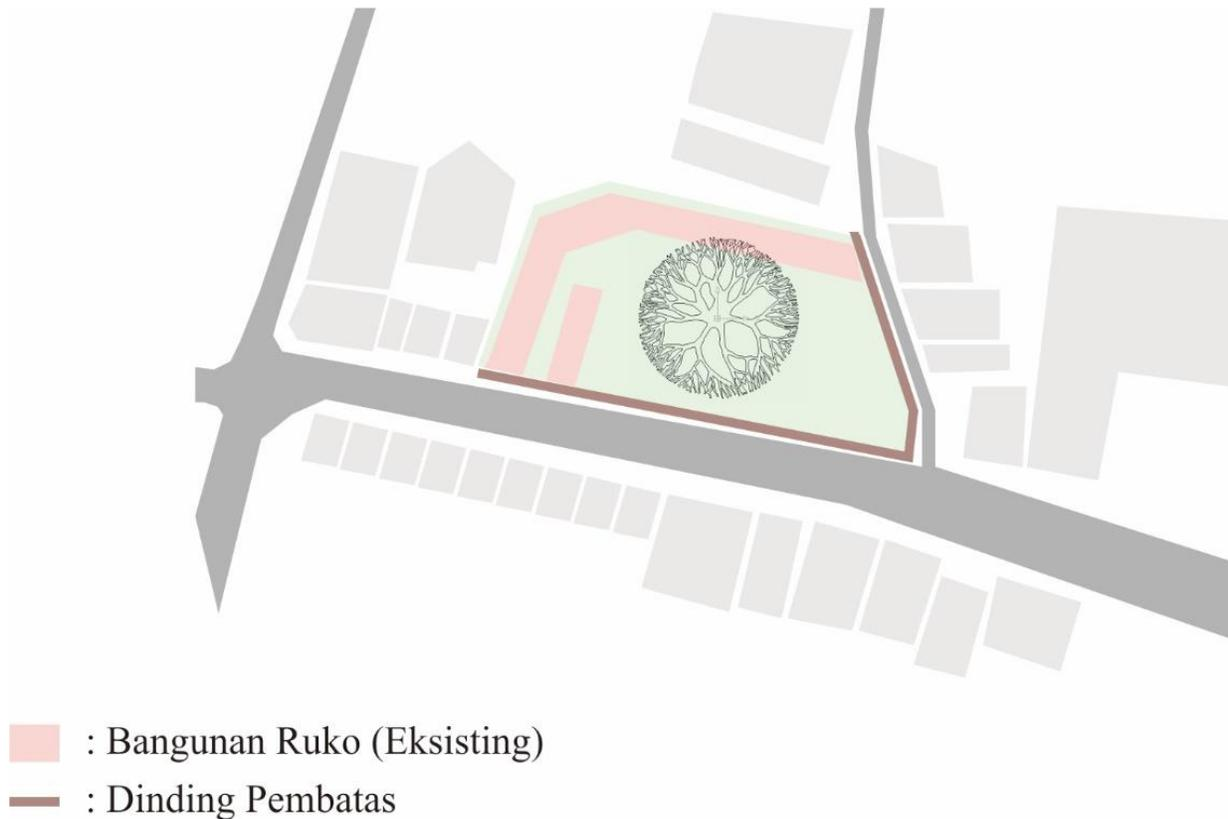 : Bangunan Ruko (Eksisting)
: Dinding Pembatas